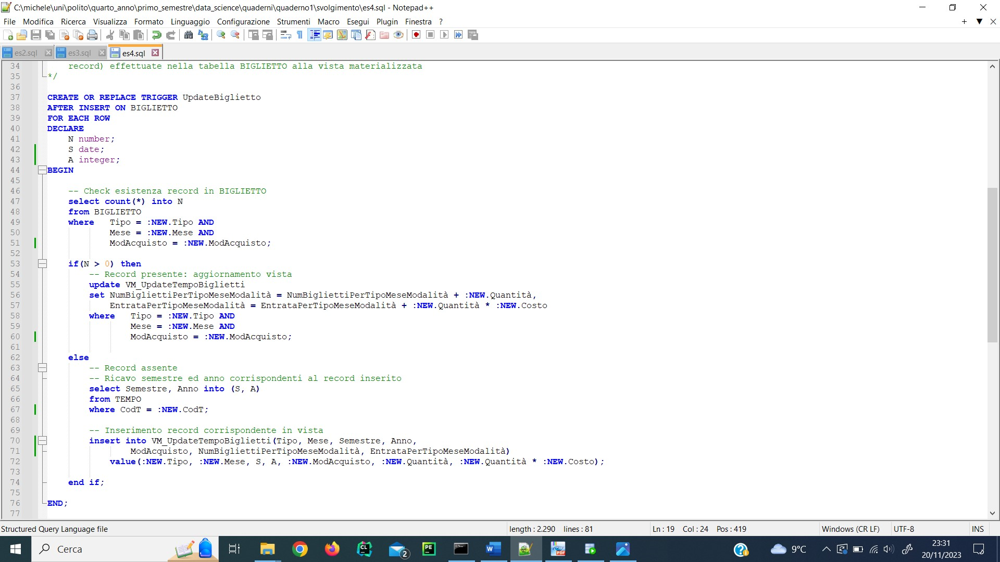 C:\michele\uni\polito\quarto_anno\primo_semestre\data_science\quaderni\quaderno1\svolgimento\es4.sql - Notepad++
File Modifica Ricerca Visualizza Formato Linguaggio Configurazione Strumenti Macro Esegui Plugin Finestra ?
es2.sql es3.sql es4.sql
34 record) effettuate nella tabella BIGLIETTO alla vista materializzata
35 */
36
37 CREATE OR REPLACE TRIGGER UpdateBiglietto
38 AFTER INSERT ON BIGLIETTO
39 FOR EACH ROW
40 DECLARE
41 N number;
42 S date;
43 A integer;
44 BEGIN
45
46 -- Check esistenza record in BIGLIETTO
47 select count(*) into N
48 from BIGLIETTO
49 where Tipo = :NEW.Tipo AND
50 Mese = :NEW.Mese AND
51 ModAcquisto = :NEW.ModAcquisto;
52
53 if(N > 0) then
54 -- Record presente: aggiornamento vista
55 update VM_UpdateTempoBiglietti
56 set NumBigliettiPerTipoMeseModalità = NumBigliettiPerTipoMeseModalità + :NEW.Quantità,
57 EntrataPerTipoMeseModalità = EntrataPerTipoMeseModalità + :NEW.Quantità * :NEW.Costo
58 where Tipo = :NEW.Tipo AND
59 Mese = :NEW.Mese AND
60 ModAcquisto = :NEW.ModAcquisto;
61
62 else
63 -- Record assente
64 -- Ricavo semestre ed anno corrispondenti al record inserito
65 select Semestre, Anno into (S, A)
66 from TEMPO
67 where CodT = :NEW.CodT;
68
69 -- Inserimento record corrispondente in vista
70 insert into VM_UpdateTempoBiglietti(Tipo, Mese, Semestre, Anno,
71 ModAcquisto, NumBigliettiPerTipoMeseModalità, EntrataPerTipoMeseModalità)
72 value(:NEW.Tipo, :NEW.Mese, S, A, :NEW.ModAcquisto, :NEW.Quantità, :NEW.Quantità * :NEW.Costo);
73
74 end if;
75
76 END;
77
Structured Query Language file length : 2.290 lines : 81 Ln : 19 Col : 24 Pos : 419 Windows (CR LF) UTF-8 INS
Cerca CL 2 PE W PDF 9°C 23:31
20/11/2023